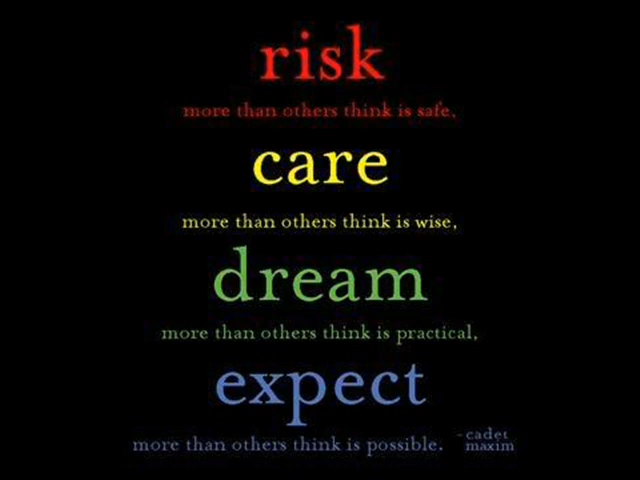 risk
more than others think is safe,
care
more than others think is wise,
dream
more than others think is practical,
expect
more than others think is possible.
- cadet
maxim